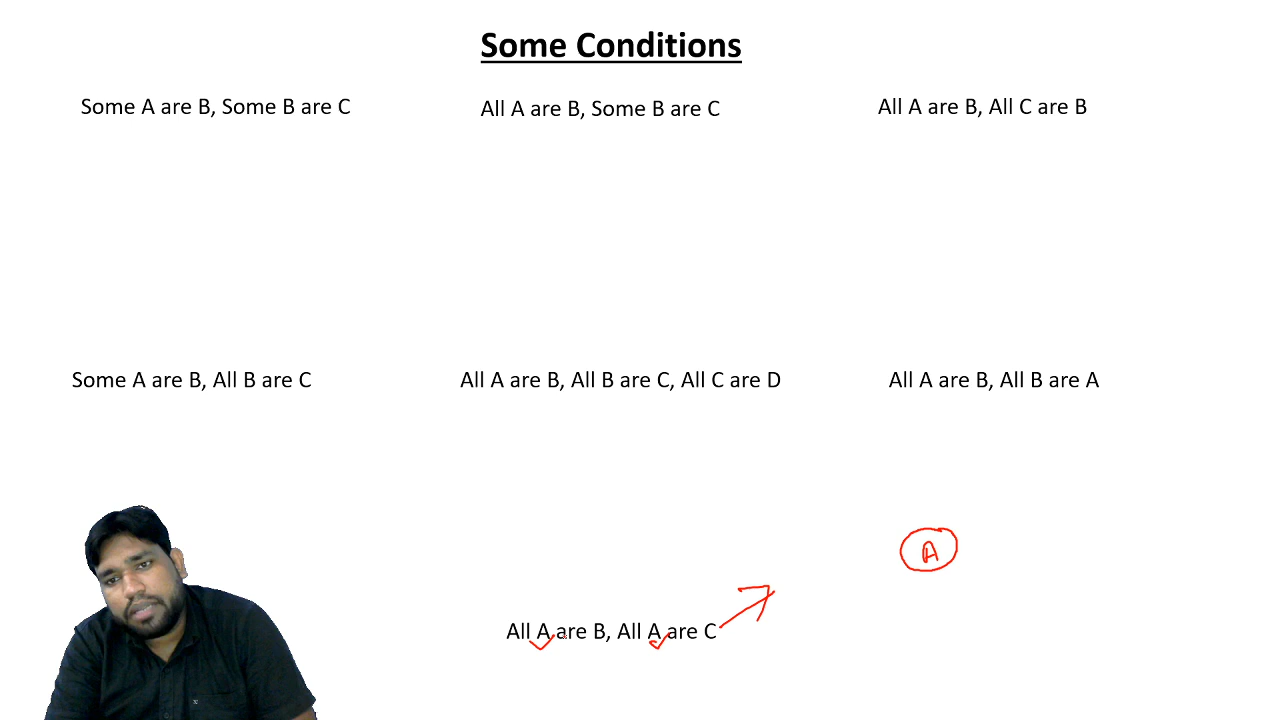 Some Conditions
Some A are B, Some B are C
All A are B, Some B are C
All A are B, All C are B
Some A are B, All B are C
All A are B, All B are C, All C are D
All A are B, All B are A
A
All A are B, All A are C